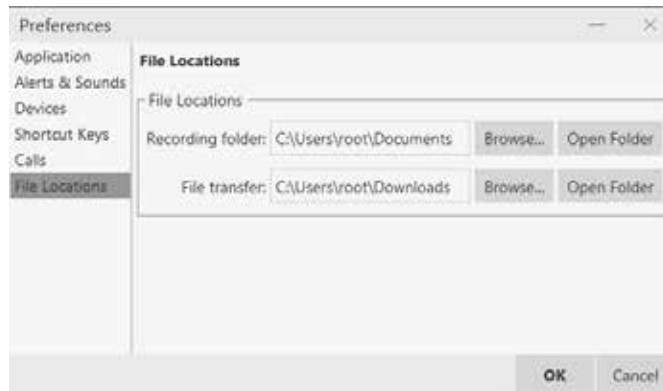 Preferences
Application
Alerts & Sounds
Devices
Shortcut Keys
Calls
File Locations
File Locations
File Locations
Recording folder: C:\Users\root\Documents Browse... Open Folder
File transfer: C:\Users\root\Downloads Browse... Open Folder
OK Cancel